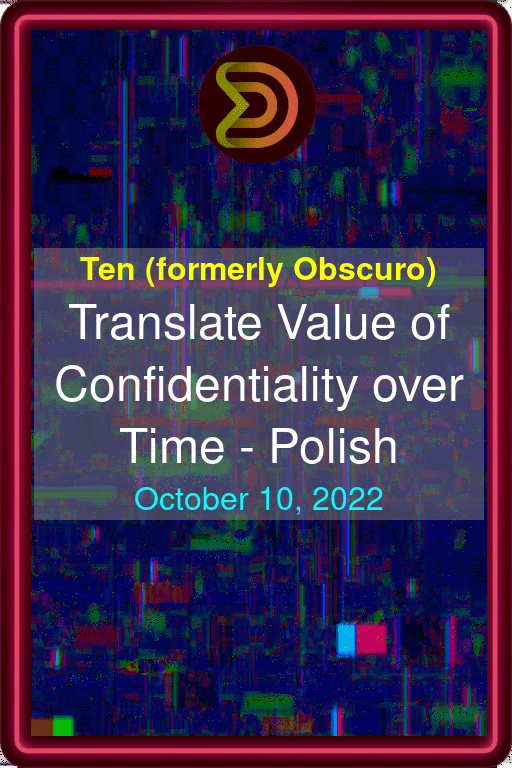 Ten (formerly Obscuro)
Translate Value of
Confidentiality over
Time - Polish
October 10, 2022